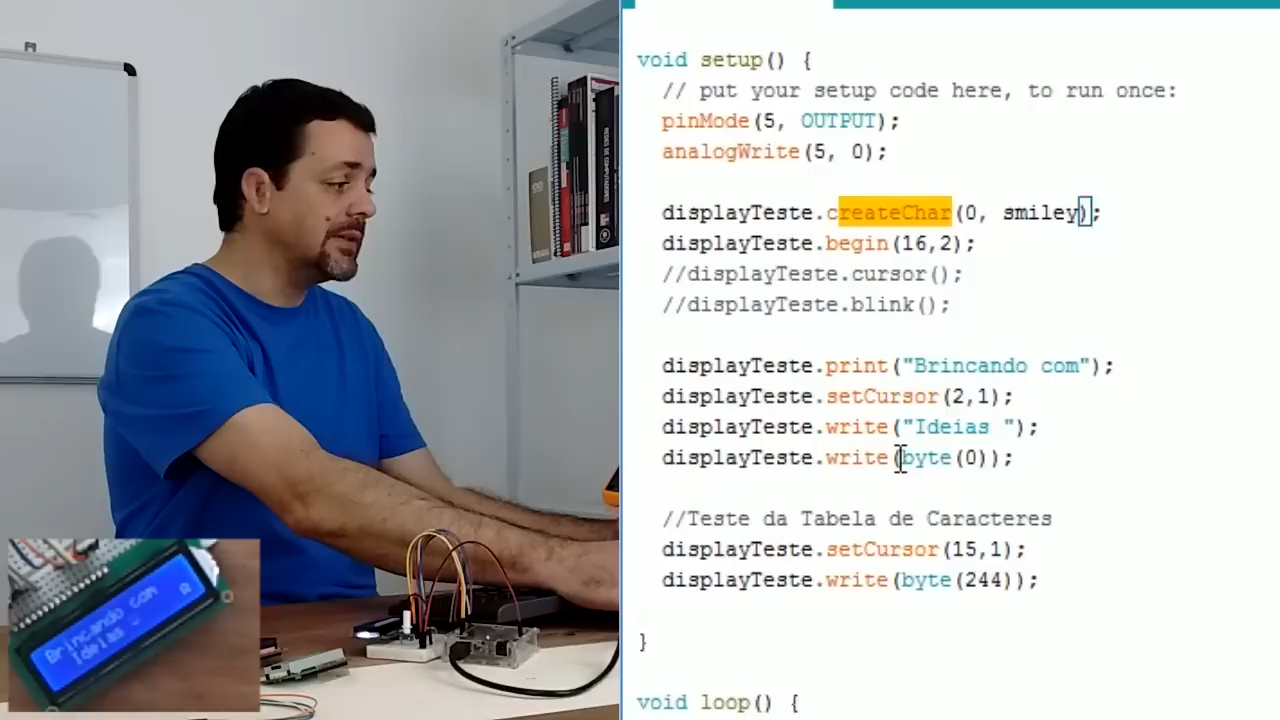 void setup() {
// put your setup code here, to run once:
pinMode(5, OUTPUT);
analogWrite(5, 0);
displayTeste.createChar(0, smiley);
displayTeste.begin(16,2);
//displayTeste.cursor();
//displayTeste.blink();
displayTeste.print("Brincando com");
displayTeste.setCursor(2,1);
displayTeste.write("Ideias ");
displayTeste.write(byte(0));
//Teste da Tabela de Caracteres
displayTeste.setCursor(15,1);
displayTeste.write(byte(244));
}
void loop() {
REDES DE COMPUTADORES
Brincando com
Ideias Ω